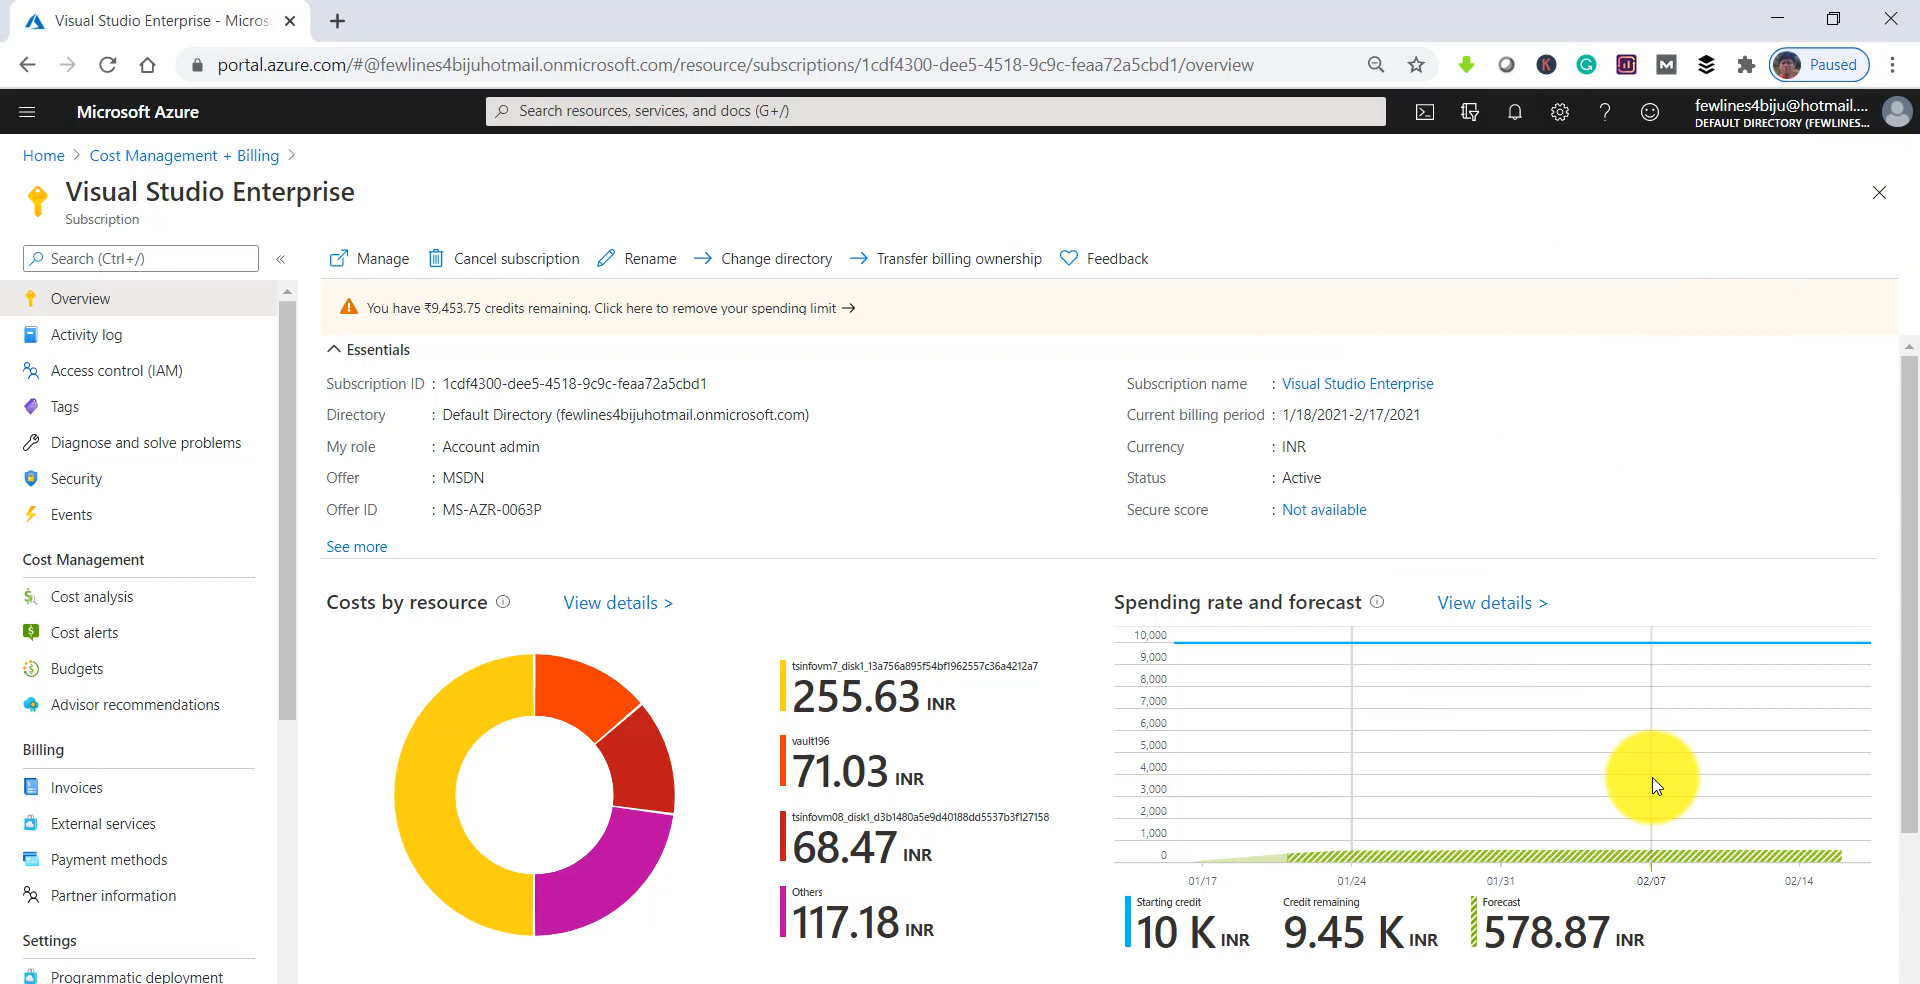 Visual Studio Enterprise - Micros
portal.azure.com/#@fewlines4bijuhotmail.onmicrosoft.com/resource/subscriptions/1cdf4300-dee5-4518-9c9c-feaa72a5cbd1/overview
Paused
Microsoft Azure
Search resources, services, and docs (G+/)
fewlines4biju@hotmail....
DEFAULT DIRECTORY (FEWLINES...
Home > Cost Management + Billing >
Visual Studio Enterprise
Subscription
Search (Ctrl+/)
«
Manage
Cancel subscription
Rename
Change directory
Transfer billing ownership
Feedback
Overview
Activity log
Access control (IAM)
Tags
Diagnose and solve problems
Security
Events
Cost Management
Cost analysis
Cost alerts
Budgets
Advisor recommendations
Billing
Invoices
External services
Payment methods
Partner information
Settings
Programmatic deployment
You have ₹9,453.75 credits remaining. Click here to remove your spending limit →
Essentials
Subscription ID : 1cdf4300-dee5-4518-9c9c-feaa72a5cbd1
Directory : Default Directory (fewlines4bijuhotmail.onmicrosoft.com)
My role : Account admin
Offer : MSDN
Offer ID : MS-AZR-0063P
See more
Subscription name : Visual Studio Enterprise
Current billing period : 1/18/2021-2/17/2021
Currency : INR
Status : Active
Secure score : Not available
Costs by resource
View details >
tsinfovm7_disk1_13a756a895f54bf1962557c36a4212a7
255.63 INR
vault196
71.03 INR
tsinfovm08_disk1_d3b1480a5e9d40188dd5537b3f127158
68.47 INR
Others
117.18 INR
Spending rate and forecast
View details >
10,000
9,000
8,000
7,000
6,000
5,000
4,000
3,000
2,000
1,000
0
01/17 01/24 01/31 02/07 02/14
Starting credit
10 K INR
Credit remaining
9.45 K INR
Forecast
578.87 INR